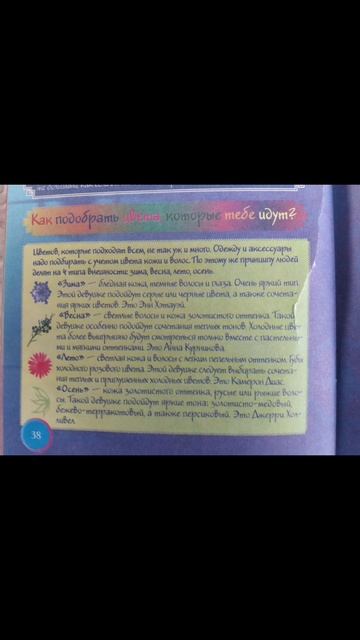 Как подобрать цвета, которые тебе идут?
Цветов, которые подходят всем, не так уж и много. Одежду и аксессуары
надо подбирать с учетом цвета кожи и волос. По этому же принципу людей
делят на 4 типа внешности: зима, весна, лето, осень.
«Зима» — бледная кожа, темные волосы и глаза. Очень яркий тип.
Этой девушке подойдут серые или черные цвета, а также сочета-
ния ярких цветов. Это Энн Хэтауэй.
«Весна» — светлые волосы и кожа золотистого оттенка. Такой
девушке особенно подойдут сочетания теплых тонов. Холодные цве-
та более выигрышно будут смотреться только вместе с пастельны-
ми и мягкими оттенками. Это Анна Курникова.
«Лето» — светлая кожа и волосы с легким пепельным оттенком. Губы
холодного розового цвета. Этой девушке следует выбирать сочета-
ния теплых и приглушенных холодных цветов. Это Камерон Диас.
«Осень» — кожа золотистого оттенка, русые или рыжие воло-
сы. Такой девушке подойдут яркие тона: золотисто-медовый,
бежево-терракотовый, а также персиковый. Это Джерри Хол-
ливел.
38